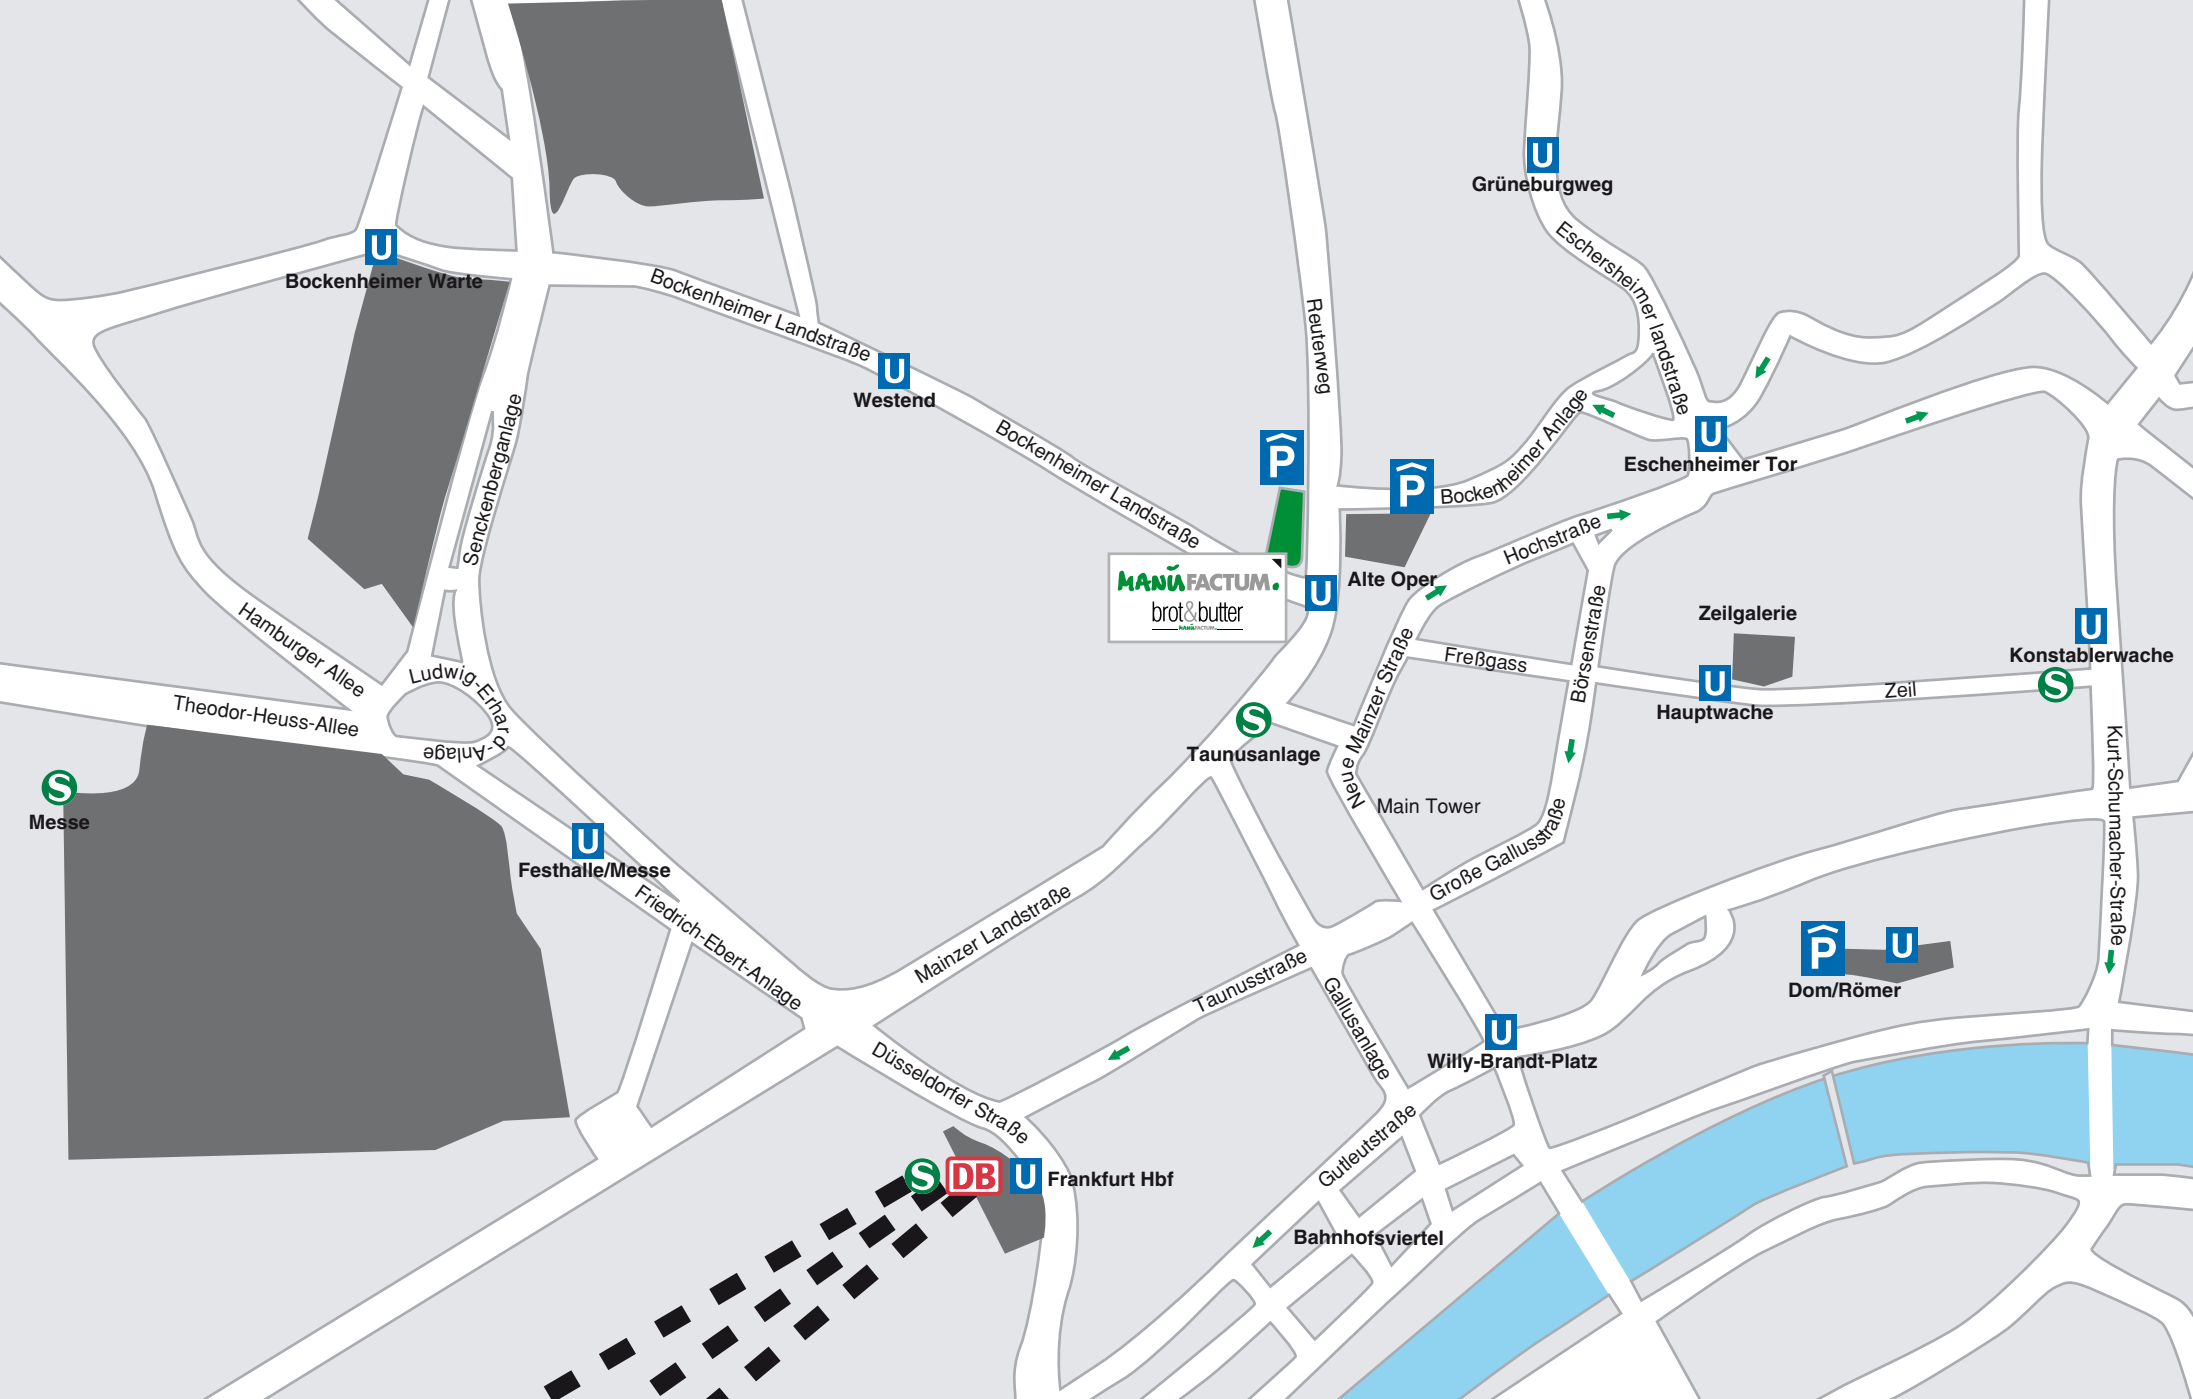 U
Grüneburgweg
Eschersheimer landstraße
U
Bockenheimer Warte
Bockenheimer Landstraße
U
Westend
Reuterweg
Bockenheimer Anlage
U
Eschenheimer Tor
Senckenberganlage
Bockenheimer Landstraße
P
P
Hochstraße
MANUFACTUM.
brot&butter
MANUFACTUM
U
Alte Oper
Börsenstraße
Zeilgalerie
U
Konstablerwache
S
Hamburger Allee
Ludwig-Erhard-Anlage
Theodor-Heuss-Allee
Neue Mainzer Straße
Freßgass
U
Hauptwache
Zeil
S
Taunusanlage
Kurt-Schumacher-Straße
S
Messe
Main Tower
U
Festhalle/Messe
Friedrich-Ebert-Anlage
Mainzer Landstraße
Große Gallusstraße
Taunusstraße
Gallusanlage
P
U
Dom/Römer
U
Willy-Brandt-Platz
Düsseldorfer Straße
Gutleutstraße
S
DB
U
Frankfurt Hbf
Bahnhofsviertel